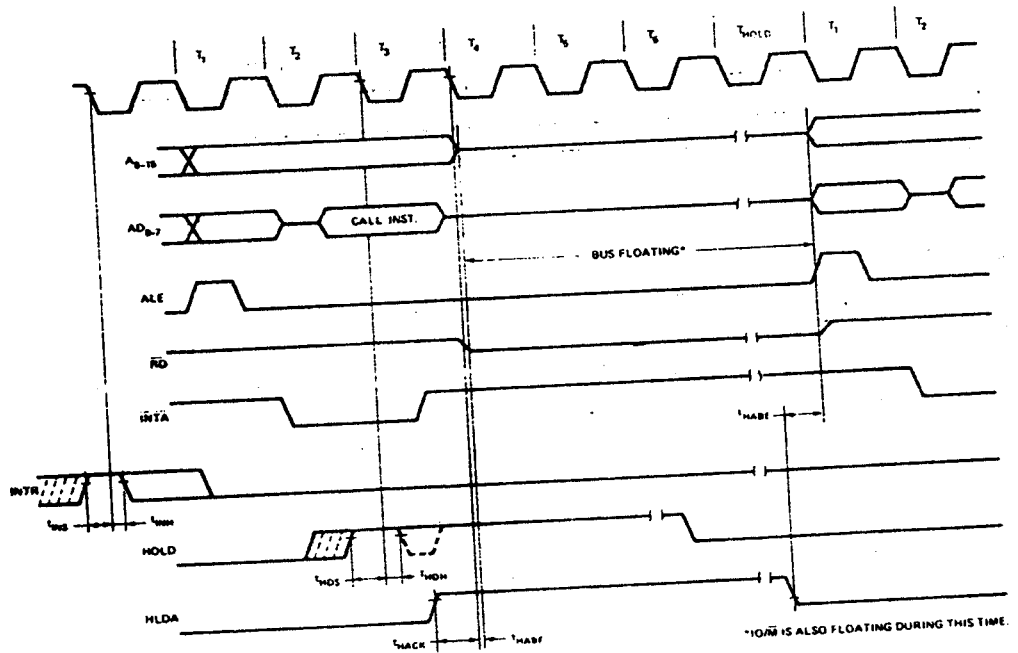 T1 T2 T3 T4 T5 T6 THOLD T1 T2
A8–15
AD0–7 CALL INST.
BUS FLOATING*
ALE
RD
INTA
tHABE
INTR
tINS tINH
HOLD
tHDS tHDH
HLDA
tHACK tHABF
*IO/M IS ALSO FLOATING DURING THIS TIME.